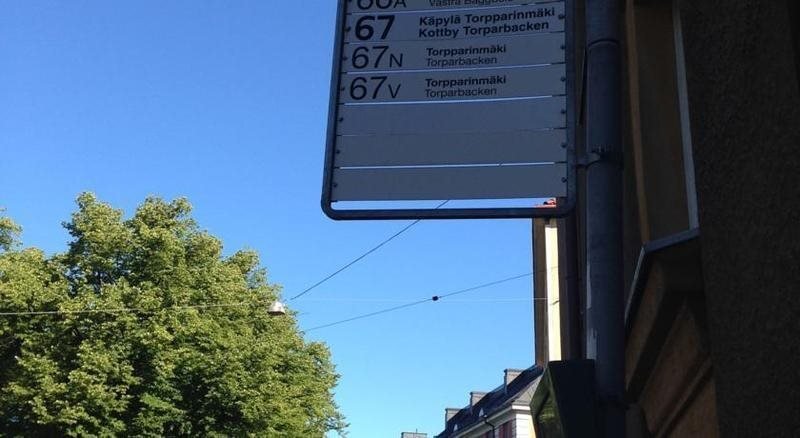 Västra Baggböle
67 Käpylä Torpparinmäki
Kottby Torparbacken
67N Torpparinmäki
Torparbacken
67V Torpparinmäki
Torparbacken